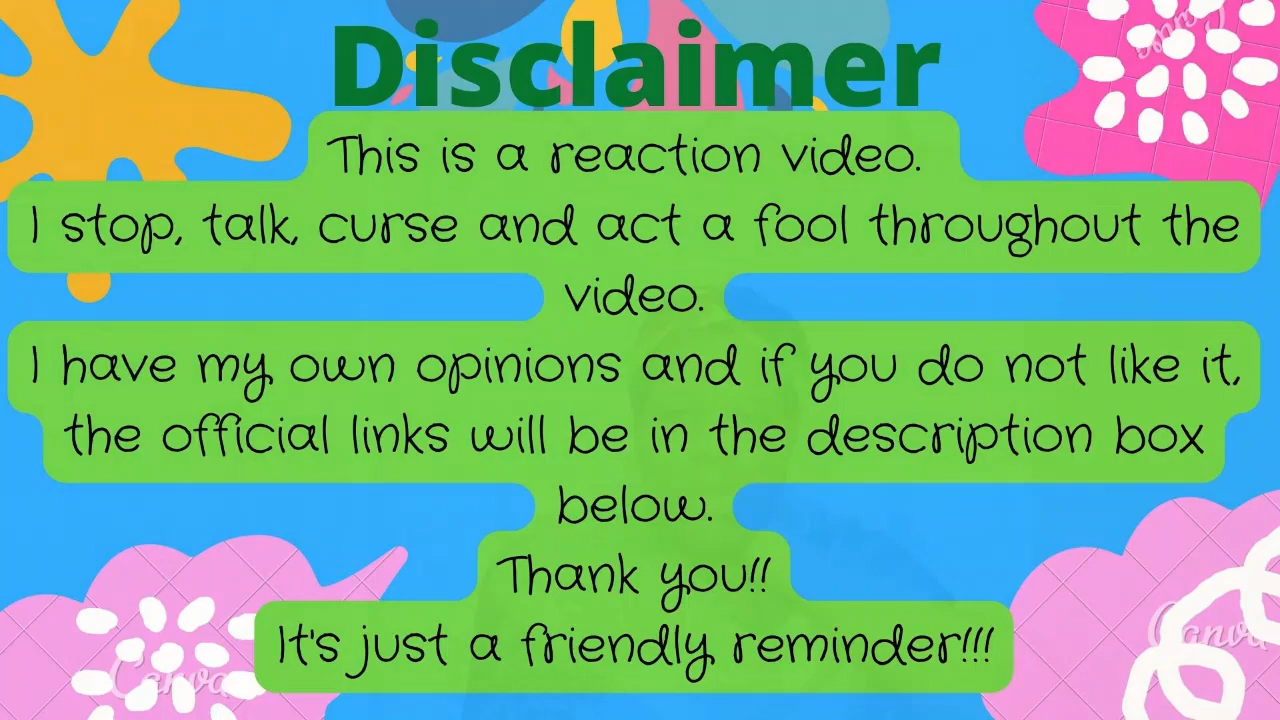 Disclaimer
This is a reaction video.
I stop, talk, curse and act a fool throughout the
video.
I have my own opinions and if you do not like it,
the official links will be in the description box
below.
Thank you!!
It's just a friendly reminder!!!
Canva
Canva